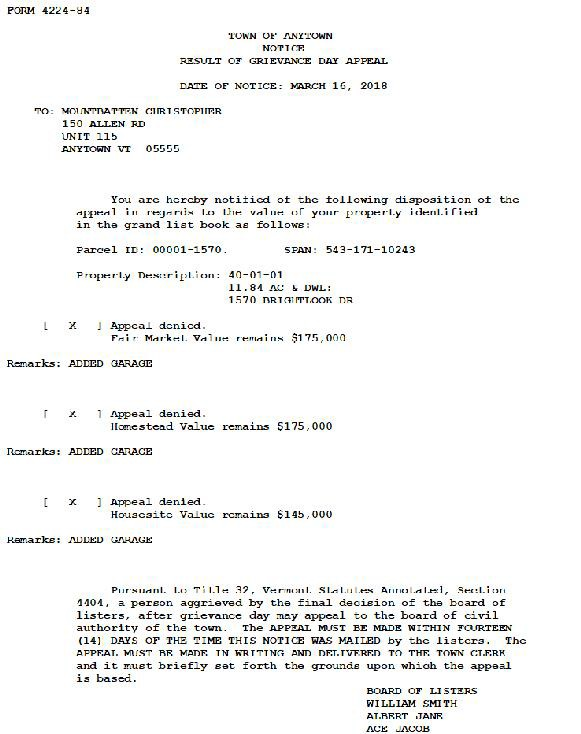 FORM 4224-94
TOWN OF ANYTOWN
NOTICE
RESULT OF GRIEVANCE DAY APPEAL
DATE OF NOTICE: MARCH 16, 2018
TO: MOUNTBATTEN CHRISTOPHER
150 ALLEN RD
UNIT 115
ANYTOWN VT 05555
You are hereby notified of the following disposition of the
appeal in regards to the value of your property identified
in the grand list book as follows:
Parcel ID: 00001-1570. SPAN: 543-171-10243
Property Description: 40-01-01
11.84 AC & DWL:
1570 BRIGHTLOOK DR
[ X ] Appeal denied.
Fair Market Value remains $175,000
Remarks: ADDED GARAGE
[ X ] Appeal denied.
Homestead Value remains $175,000
Remarks: ADDED GARAGE
[ X ] Appeal denied.
Housesite Value remains $145,000
Remarks: ADDED GARAGE
Pursuant to Title 32, Vermont Statutes Annotated, Section
4404, a person aggrieved by the final decision of the board of
listers, after grievance day may appeal to the board of civil
authority of the town. The APPEAL MUST BE MADE WITHIN FOURTEEN
(14) DAYS OF THE TIME THIS NOTICE WAS MAILED by the listers. The
APPEAL MUST BE MADE IN WRITING AND DELIVERED TO THE TOWN CLERK
and it must briefly set forth the grounds upon which the appeal
is based.
BOARD OF LISTERS
WILLIAM SMITH
ALBERT JANE
ACE JACOB